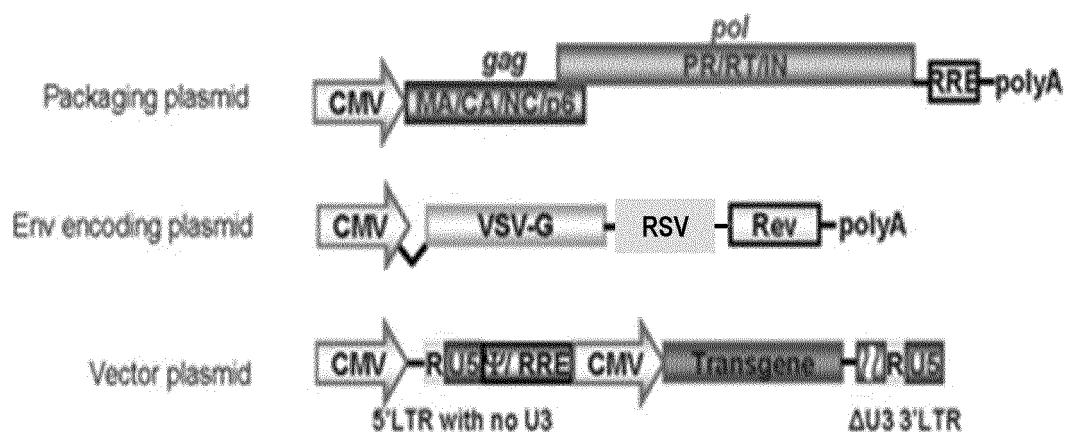 pol
gag PR/RT/IN
Packaging plasmid CMV MA/CA/NC/p6 RRE polyA
Env encoding plasmid CMV VSV-G RSV Rev polyA
Vector plasmid CMV R U5 Ψ/ RRE CMV Transgene R U5
5'LTR with no U3 ΔU3 3'LTR